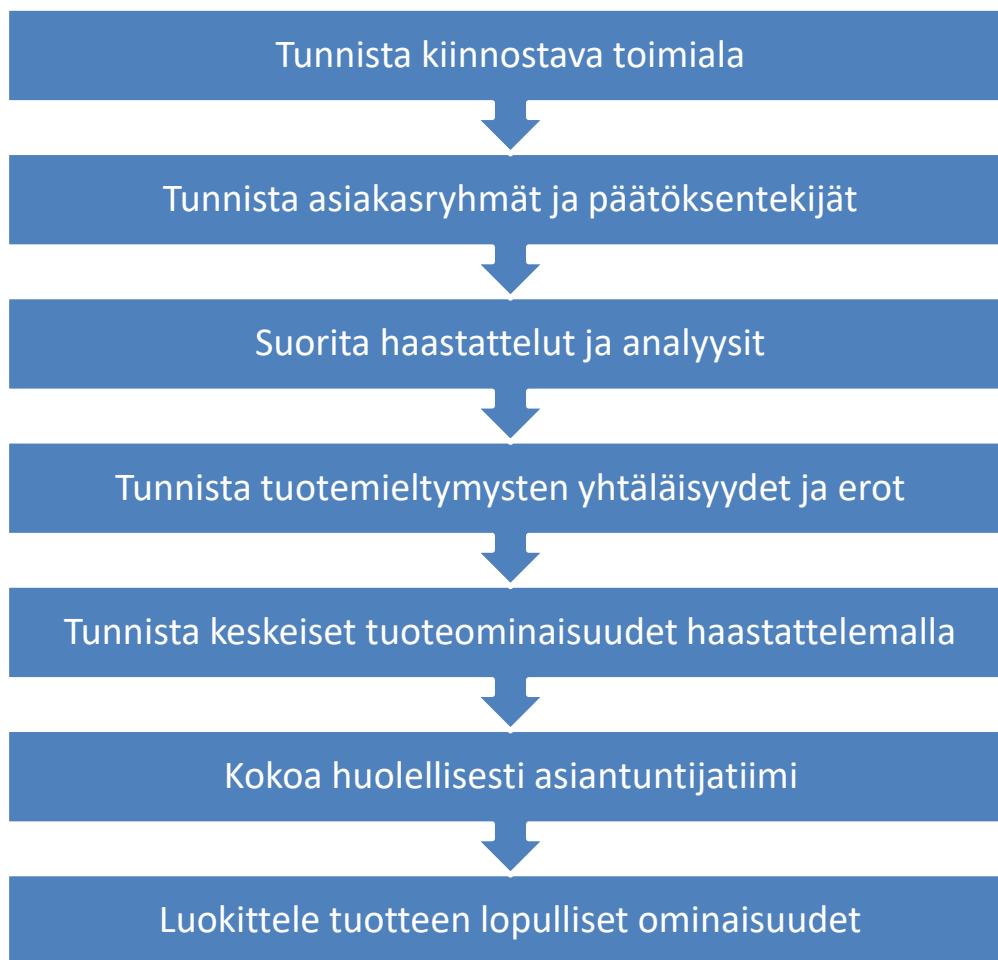 Tunnista kiinnostava toimiala
Tunnista asiakasryhmät ja päätöksentekijät
Suorita haastattelut ja analyysit
Tunnista tuotemieltymysten yhtäläisyydet ja erot
Tunnista keskeiset tuoteominaisuudet haastattelemalla
Kokoa huolellisesti asiantuntijatiimi
Luokittele tuotteen lopulliset ominaisuudet